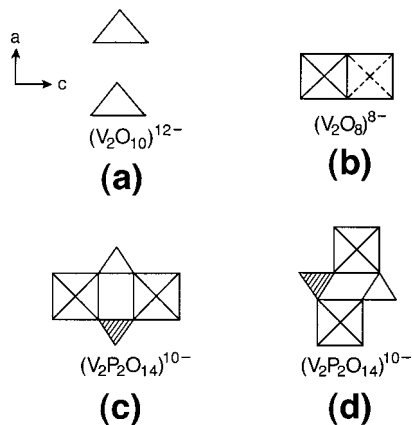 a
c
(V₂O₁₀)¹²⁻
(a)
(V₂O₈)⁸⁻
(b)
(V₂P₂O₁₄)¹⁰⁻
(c)
(V₂P₂O₁₄)¹⁰⁻
(d)